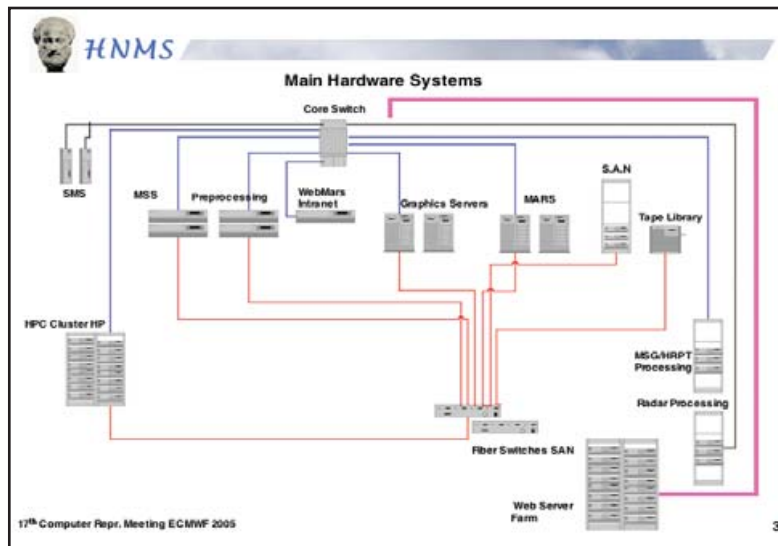 HNMS
Main Hardware Systems
Core Switch
SMS
MSS
Preprocessing
WebMars
Intranet
Graphics Servers
MARS
S.A.N
Tape Library
HPC Cluster HP
MSG/HRPT
Processing
Radar Processing
Fiber Switches SAN
Web Server
Farm
17th Computer Repr. Meeting ECMWF 2005
3